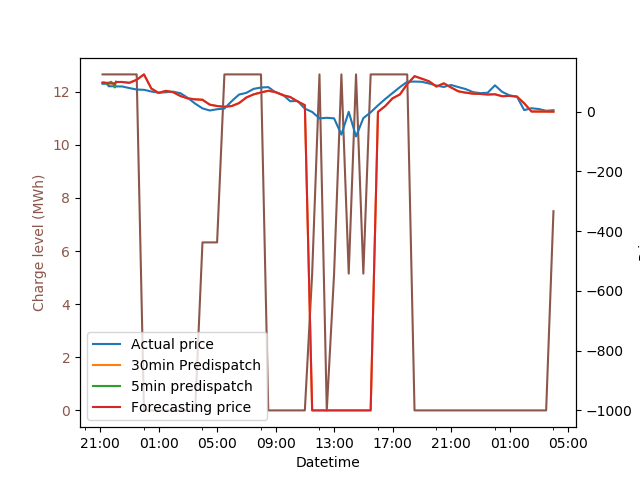 12
10
8
6
4
2
0
Charge level (MWh)
0
−200
−400
−600
−800
−1000
Actual price
30min Predispatch
5min predispatch
Forecasting price
21:00 01:00 05:00 09:00 13:00 17:00 21:00 01:00 05:00
Datetime